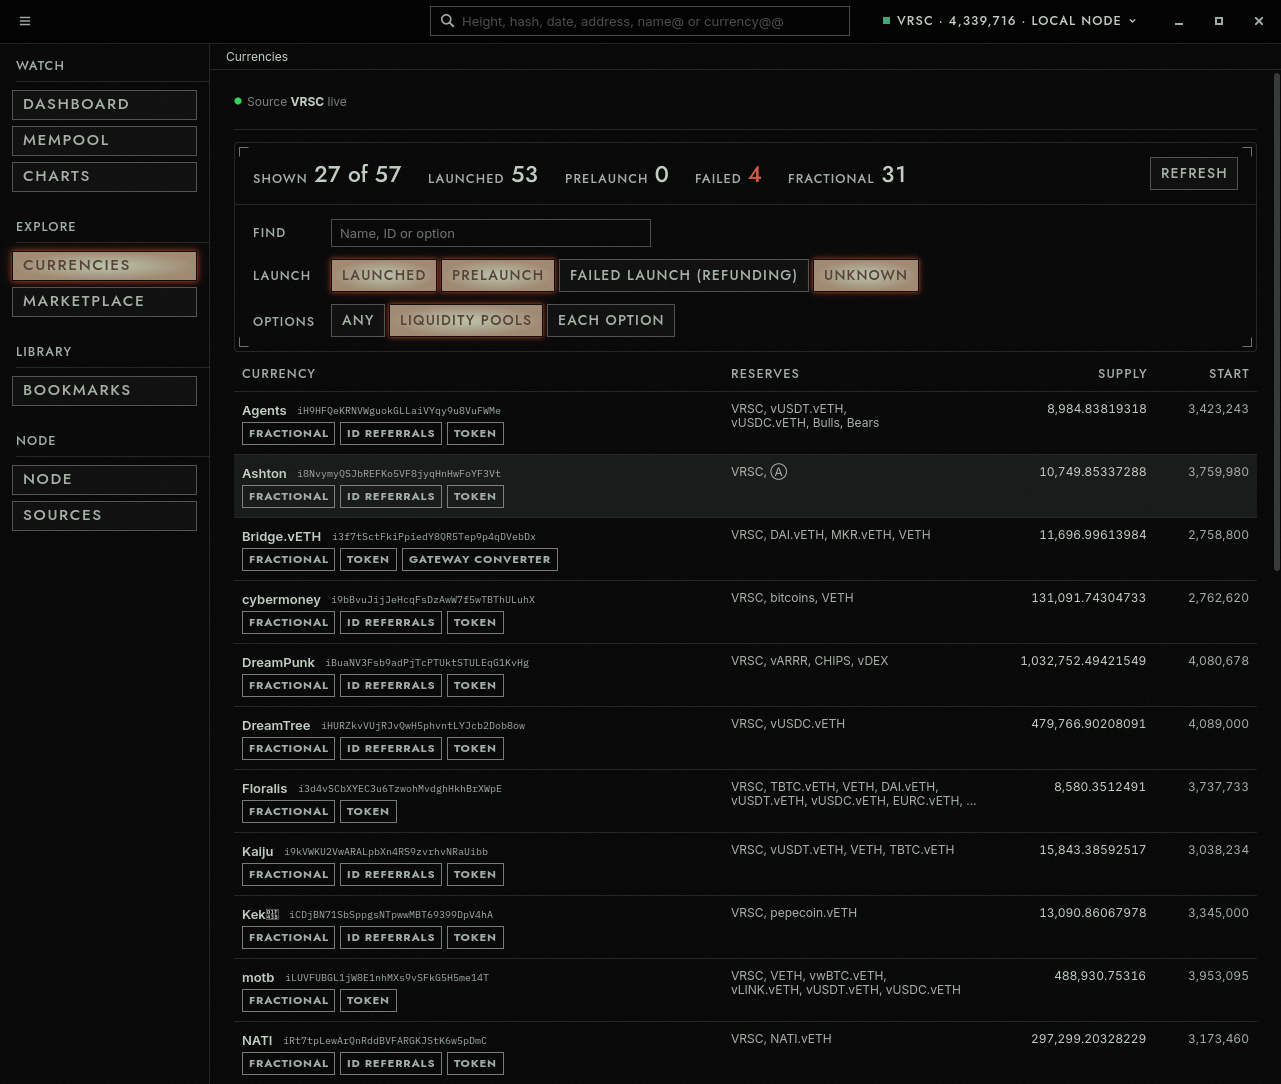 Height, hash, date, address, name@ or currency@@
VRSC · 4,339,716 · LOCAL NODE
WATCH
DASHBOARD
MEMPOOL
CHARTS
EXPLORE
CURRENCIES
MARKETPLACE
LIBRARY
BOOKMARKS
NODE
NODE
SOURCES
Currencies
Source VRSC live
SHOWN 27 of 57 LAUNCHED 53 PRELAUNCH 0 FAILED 4 FRACTIONAL 31 REFRESH
FIND Name, ID or option
LAUNCH LAUNCHED PRELAUNCH FAILED LAUNCH (REFUNDING) UNKNOWN
OPTIONS ANY LIQUIDITY POOLS EACH OPTION
CURRENCY RESERVES SUPPLY START
Agents iH9HFQeKRNVWguokGLLaiVYqy9u8VuFWMe VRSC, vUSDT.vETH, 8,984.83819318 3,423,243
vUSDC.vETH, Bulls, Bears
FRACTIONAL ID REFERRALS TOKEN
Ashton i8NvymyQSJbREFKo5VF8jyqHnHwFoYF3Vt VRSC, Ⓐ 10,749.85337288 3,759,980
FRACTIONAL ID REFERRALS TOKEN
Bridge.vETH i3f7tSctFkiPpiedY8QR5Tep9p4qDVebDx VRSC, DAI.vETH, MKR.vETH, VETH 11,696.99613984 2,758,800
FRACTIONAL TOKEN GATEWAY CONVERTER
cybermoney i9bBvuJijJeHcqFsDzAwW7f5wTBThULuhX VRSC, bitcoins, VETH 131,091.74304733 2,762,620
FRACTIONAL ID REFERRALS TOKEN
DreamPunk iBuaNV3Fsb9adPjTcPTUktSTULEqG1KvHg VRSC, vARRR, CHIPS, vDEX 1,032,752.49421549 4,080,678
FRACTIONAL ID REFERRALS TOKEN
DreamTree iHURZkvVUjRJvQwH5phvntLYJcb2Dob8ow VRSC, vUSDC.vETH 479,766.90208091 4,089,000
FRACTIONAL ID REFERRALS TOKEN
Floralis i3d4vSCbXYEC3u6TzwohMvdghHkhBrXWpE VRSC, TBTC.vETH, VETH, DAI.vETH, 8,580.3512491 3,737,733
vUSDT.vETH, vUSDC.vETH, EURC.vETH, ...
FRACTIONAL TOKEN
Kaiju i9kVWKU2VwARALpbXn4RS9zvrhvNRaUibb VRSC, vUSDT.vETH, VETH, TBTC.vETH 15,843.38592517 3,038,234
FRACTIONAL ID REFERRALS TOKEN
Kek iCDjBN71SbSppgsNTpwwMBT69399DpV4hA VRSC, pepecoin.vETH 13,090.86067978 3,345,000
FRACTIONAL ID REFERRALS TOKEN
motb iLUVFUBGL1jW8E1nhMXs9vSFkG5H5me14T VRSC, VETH, vwBTC.vETH, 488,930.75316 3,953,095
vLINK.vETH, vUSDT.vETH, vUSDC.vETH
FRACTIONAL TOKEN
NATI iRt7tpLewArQnRddBVFARGKJStK6w5pDmC VRSC, NATI.vETH 297,299.20328229 3,173,460
FRACTIONAL ID REFERRALS TOKEN